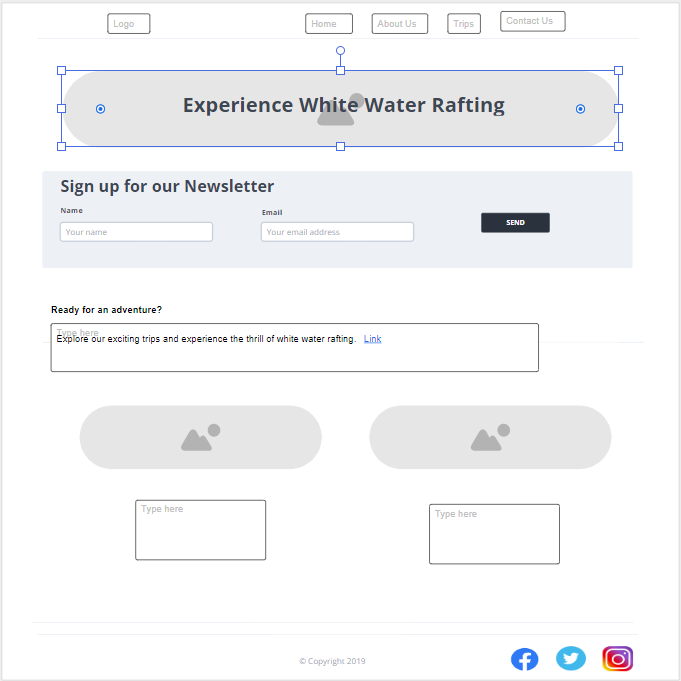 Logo
Home
About Us
Trips
Contact Us
Experience White Water Rafting
Sign up for our Newsletter
Name
Email
Your name
Your email address
SEND
Ready for an adventure?
Type here
Explore our exciting trips and experience the thrill of white water rafting. Link
Type here
Type here
© Copyright 2019